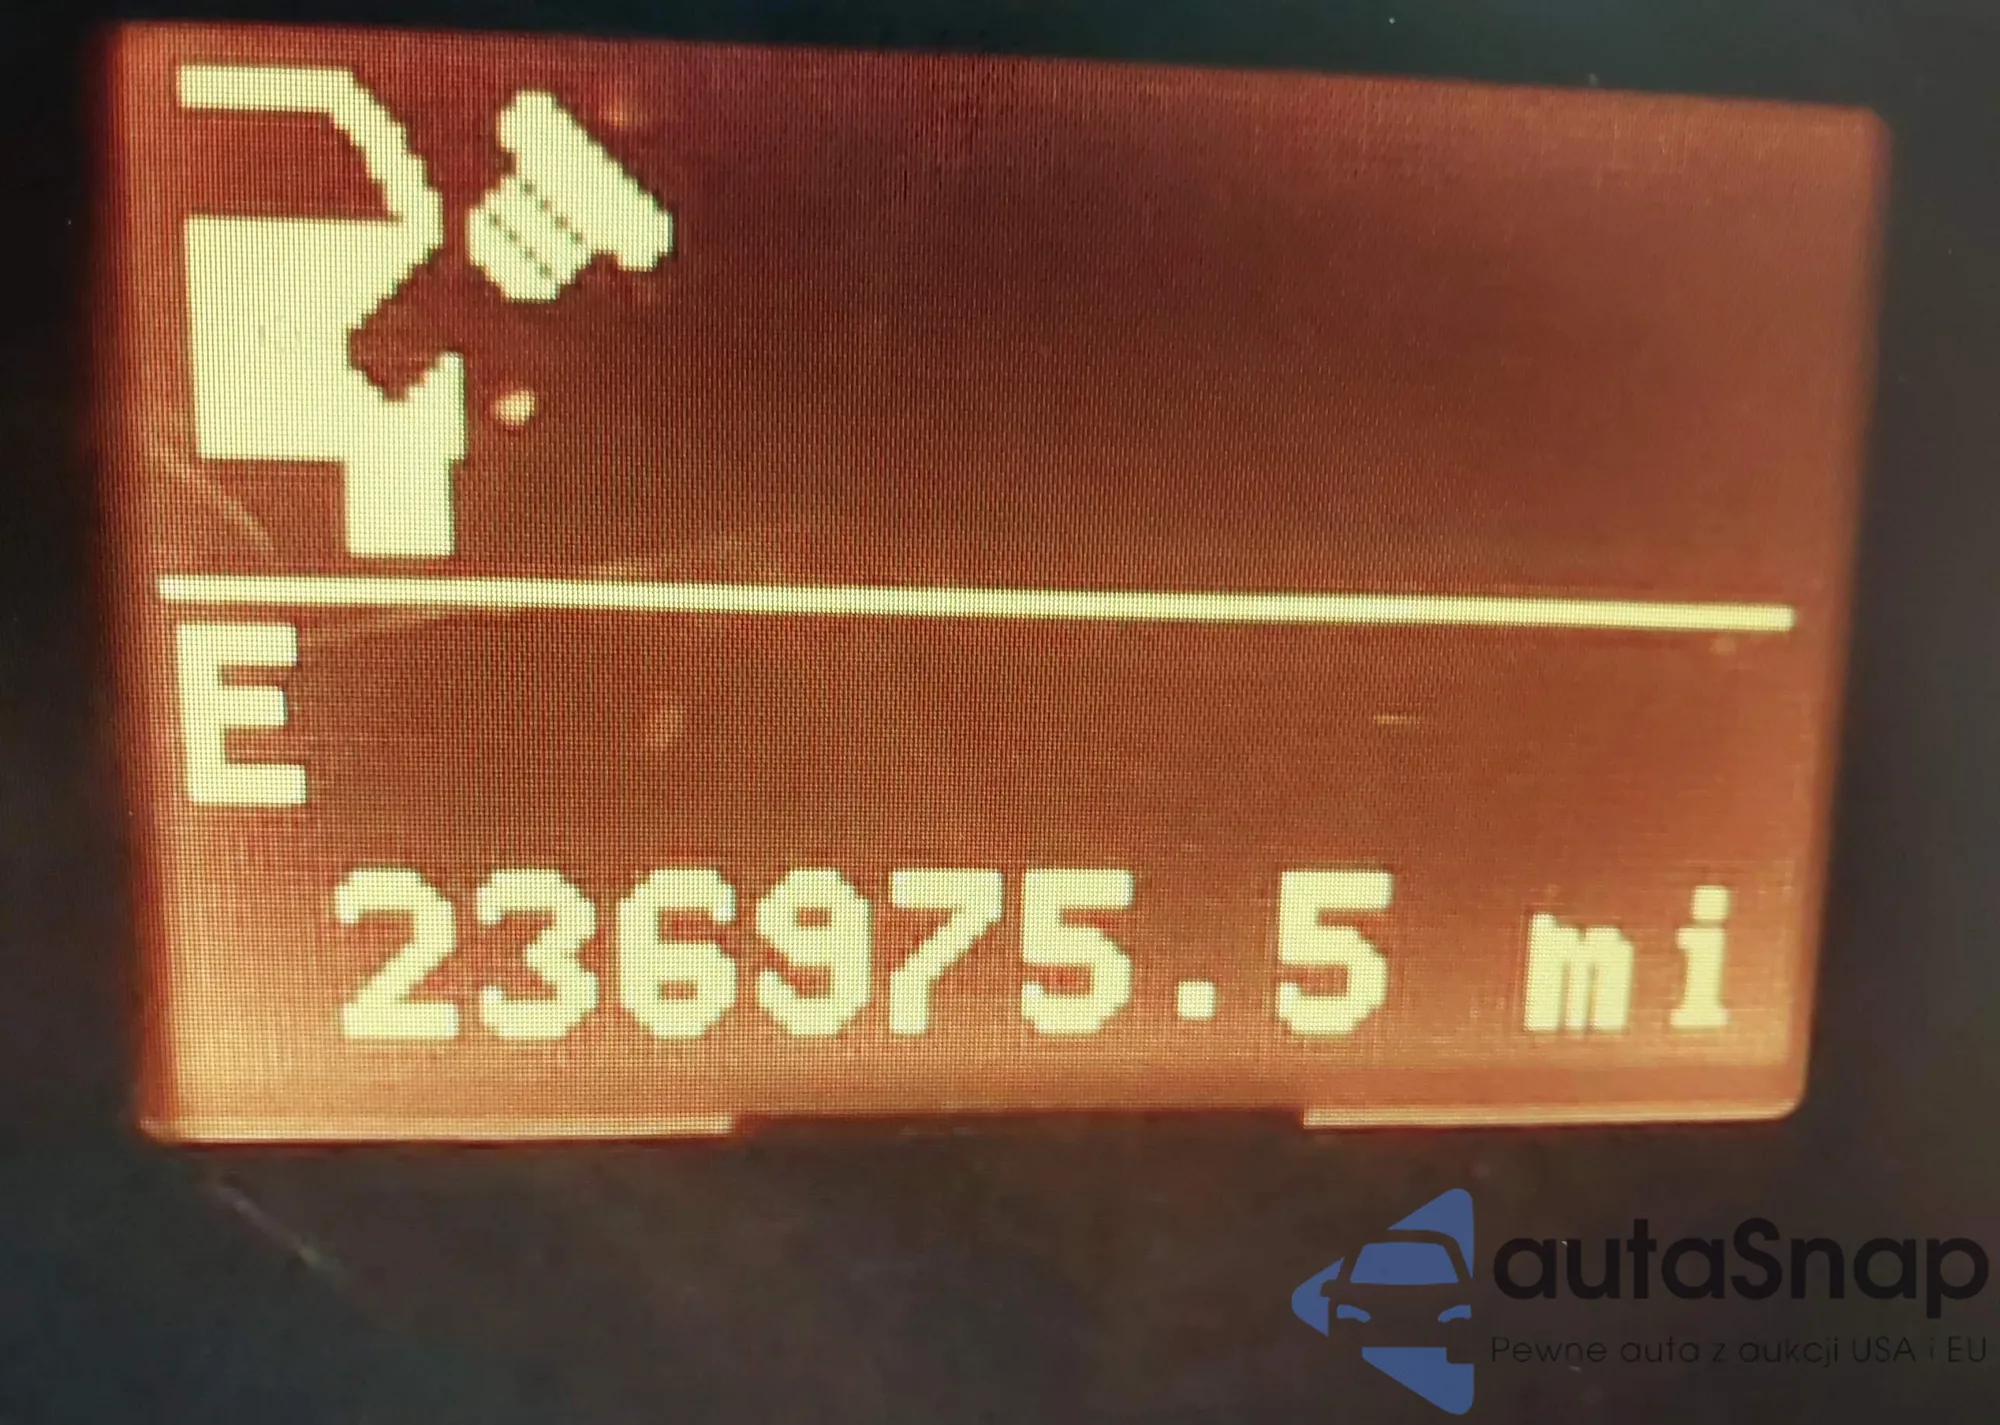 E
236975.5 mi
autaSnap
Pewne auta z aukcji USA i EU